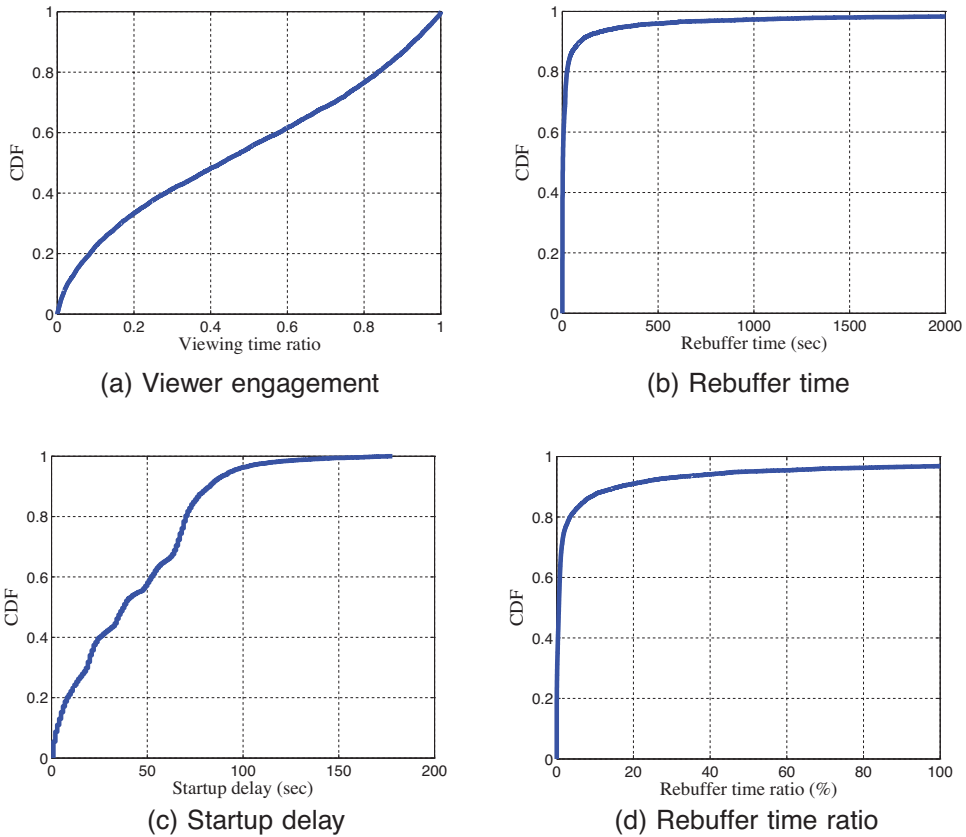 1
0.8
0.6
0.4
0.2
0
CDF
0 0.2 0.4 0.6 0.8 1
Viewing time ratio
(a) Viewer engagement
1
0.8
0.6
0.4
0.2
0
CDF
0 500 1000 1500 2000
Rebuffer time (sec)
(b) Rebuffer time
1
0.8
0.6
0.4
0.2
0
CDF
0 50 100 150 200
Startup delay (sec)
(c) Startup delay
1
0.8
0.6
0.4
0.2
0
CDF
0 20 40 60 80 100
Rebuffer time ratio (%)
(d) Rebuffer time ratio